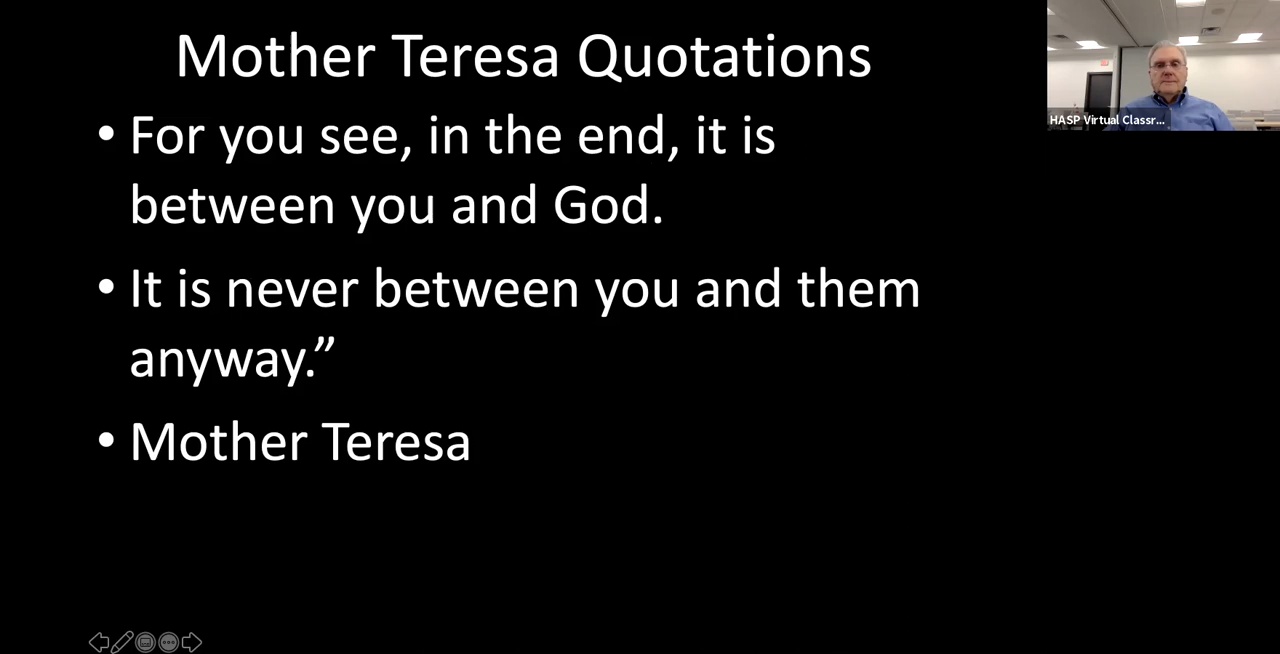 Mother Teresa Quotations
• For you see, in the end, it is
between you and God.
• It is never between you and them
anyway.”
• Mother Teresa
HASP Virtual Classr...